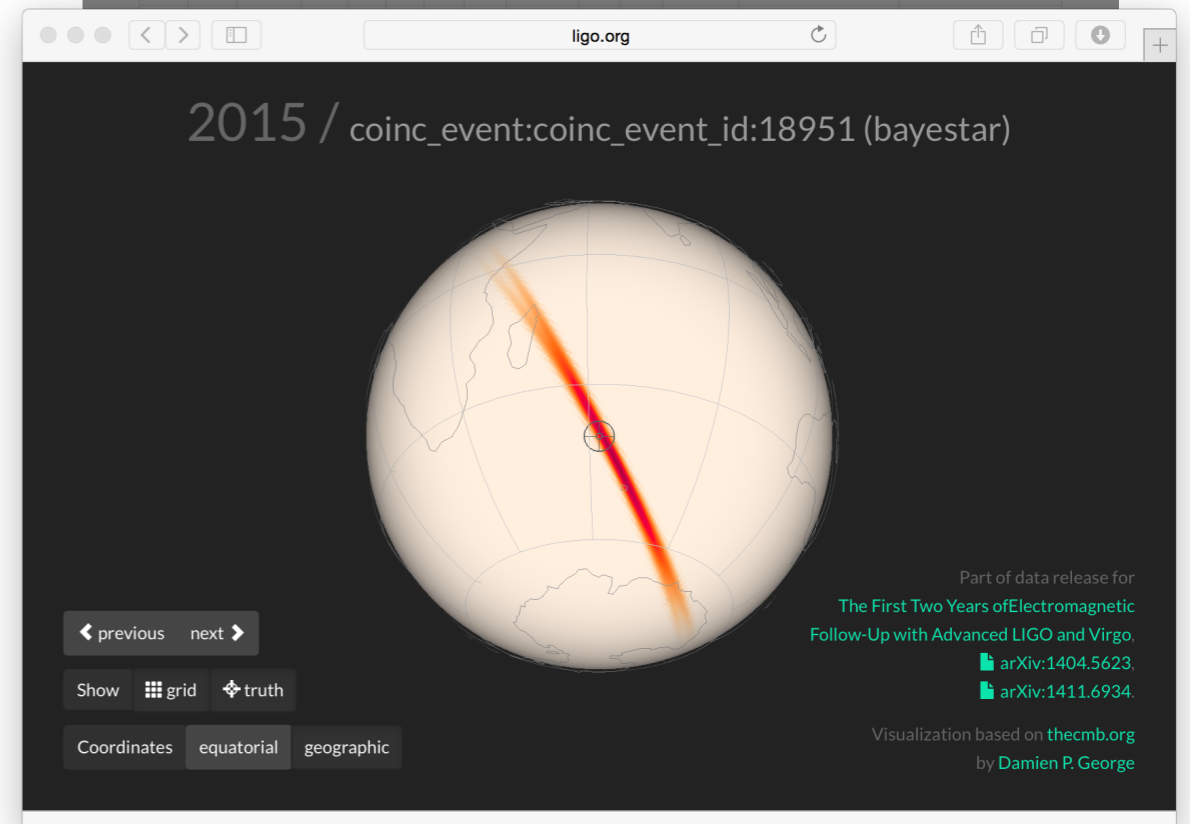 ligo.org
2015 / coinc_event:coinc_event_id:18951 (bayestar)
Part of data release for
The First Two Years ofElectromagnetic
Follow-Up with Advanced LIGO and Virgo,
arXiv:1404.5623,
arXiv:1411.6934.
Visualization based on thecmb.org
by Damien P. George
previous next
Show grid truth
Coordinates equatorial geographic